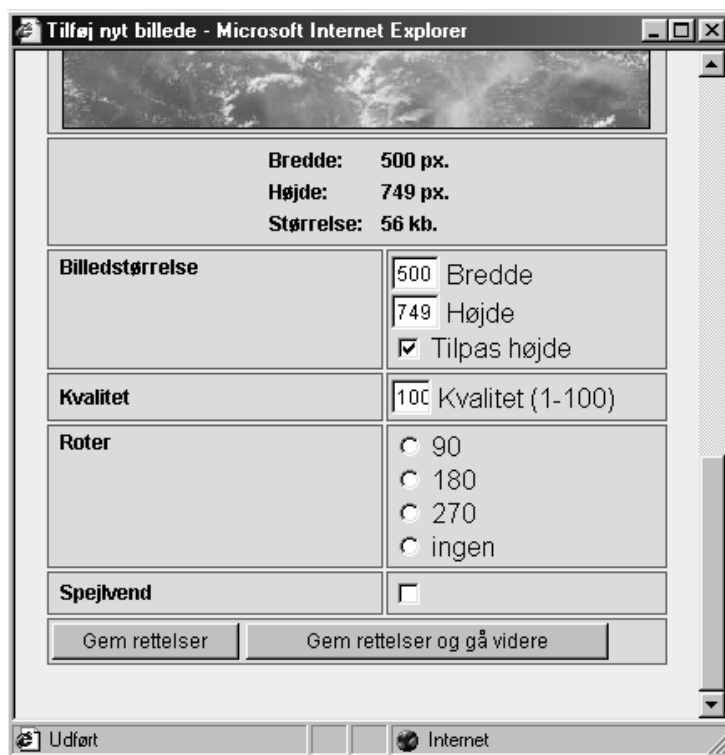 Tilføj nyt billede - Microsoft Internet Explorer
Bredde: 500 px.
Højde: 749 px.
Størrelse: 56 kb.
Billedstørrelse 500 Bredde
749 Højde
Tilpas højde
Kvalitet 100 Kvalitet (1-100)
Roter 90
180
270
ingen
Spejlvend
Gem rettelser Gem rettelser og gå videre
Udført Internet